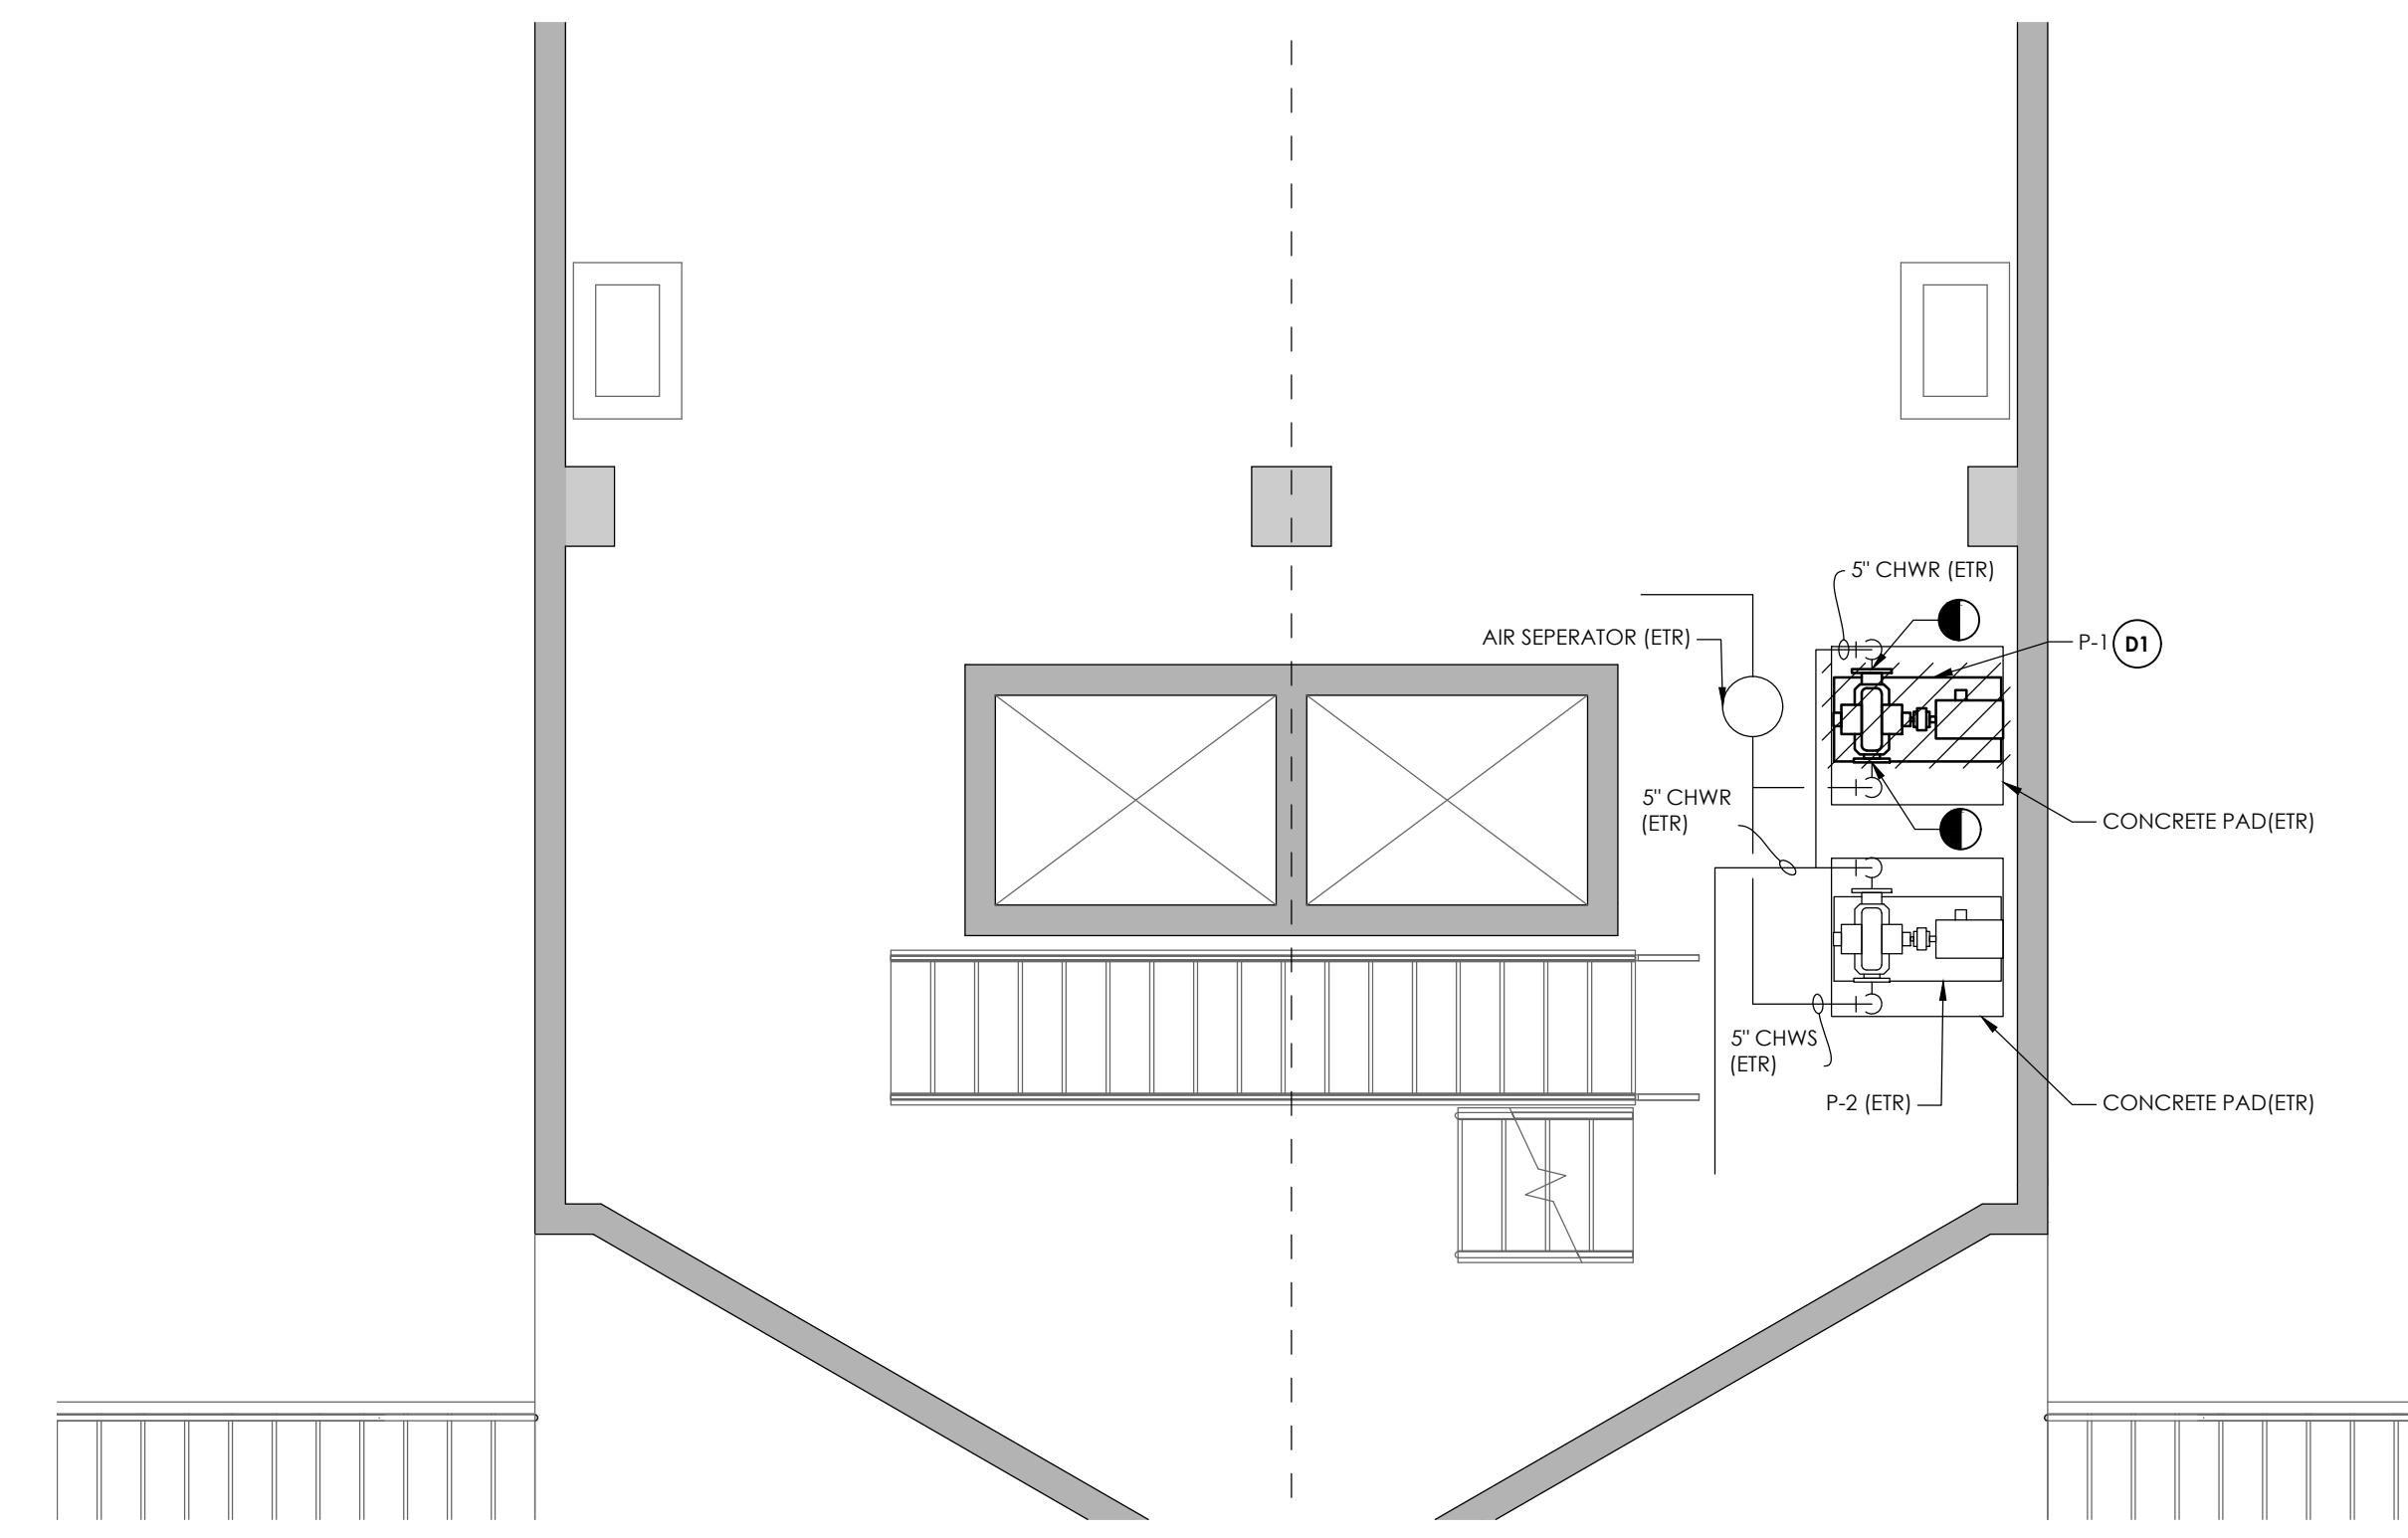 5" CHWR (ETR)
AIR SEPERATOR (ETR)
P-1 D1
5" CHWR
(ETR)
CONCRETE PAD(ETR)
5" CHWS
(ETR)
P-2 (ETR)
CONCRETE PAD(ETR)